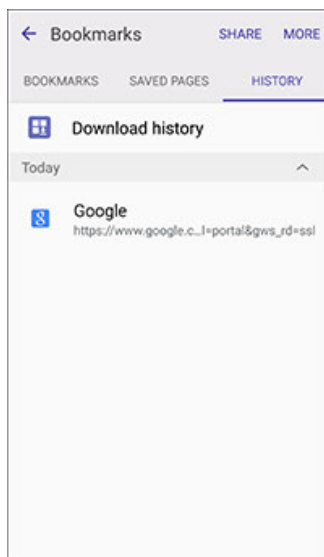 Bookmarks SHARE MORE
BOOKMARKS SAVED PAGES HISTORY
Download history
Today
Google
https://www.google.c...l=portal&gws_rd=ssl